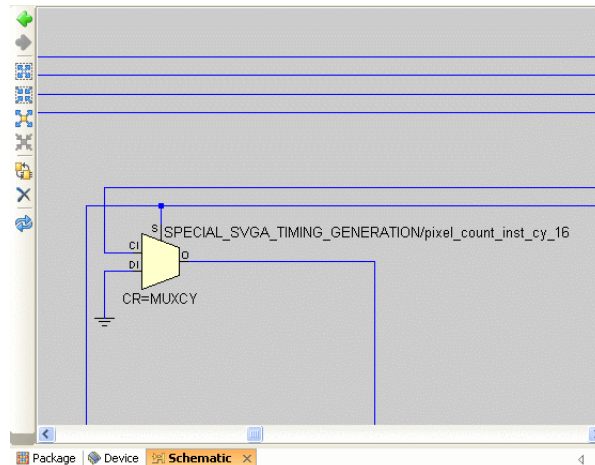 S SPECIAL_SVGA_TIMING_GENERATION/pixel_count_inst_cy_16
CI
O
DI
CR=MUXCY
Package Device Schematic